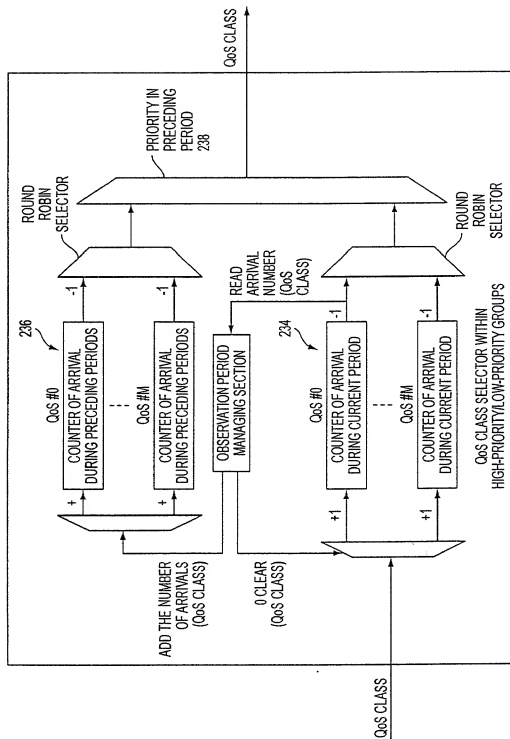 QoS CLASS
ROUND
ROBIN
SELECTOR
PRIORITY IN
PRECEDING
PERIOD
238
236
QoS #0
COUNTER OF ARRIVAL
DURING PRECEDING PERIODS
+
-1
QoS #M
COUNTER OF ARRIVAL
DURING PRECEDING PERIODS
+
-1
ADD THE NUMBER
OF ARRIVALS
(QoS CLASS)
OBSERVATION PERIOD
MANAGING SECTION
READ
ARRIVAL
NUMBER
(QoS
CLASS)
0 CLEAR
(QoS CLASS)
234
QoS #0
COUNTER OF ARRIVAL
DURING CURRENT PERIOD
+1
-1
QoS #M
COUNTER OF ARRIVAL
DURING CURRENT PERIOD
+1
-1
ROUND
ROBIN
SELECTOR
QoS CLASS SELECTOR WITHIN
HIGH-PRIORITY/LOW-PRIORITY GROUPS
QoS CLASS